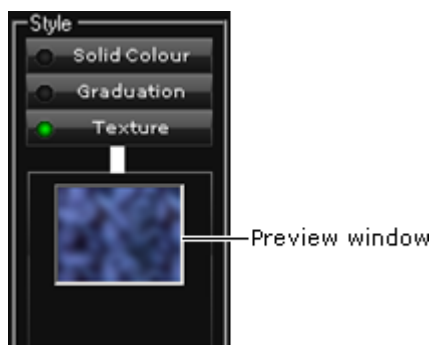 Style
Solid Colour
Graduation
Texture
Preview window